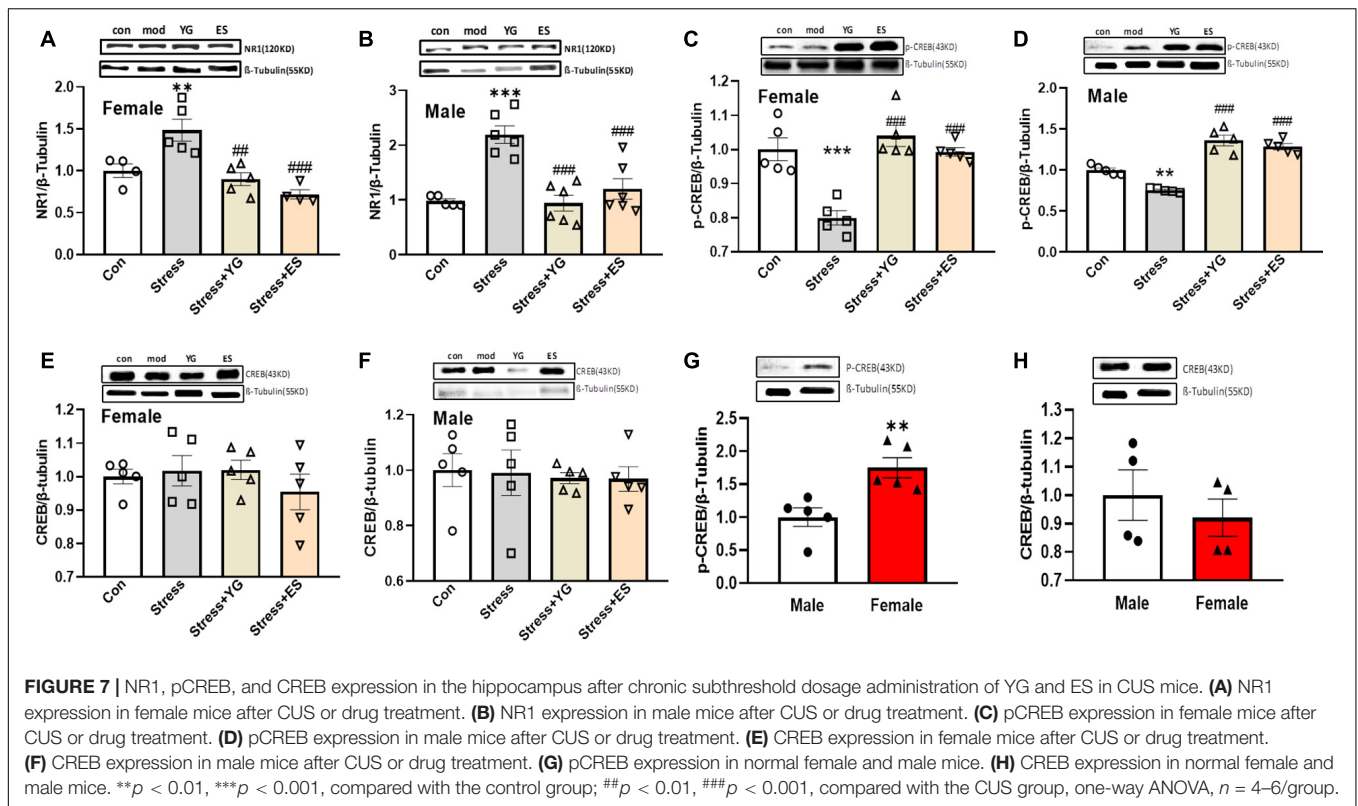 A
con mod YG ES
NR1(120KD)
ß-Tubulin(55KD)
Female
**
##
###
NR1/β-Tubulin
2.0
1.5
1.0
0.5
0.0
Con
Stress
Stress+YG
Stress+ES
B
con mod YG ES
NR1(120KD)
ß-Tubulin(55KD)
Male
***
###
###
NR1/β-Tubulin
3
2
1
0
Con
Stress
Stress+YG
Stress+ES
C
con mod YG ES
p-CREB(43KD)
ß-Tubulin(55KD)
Female
***
###
###
p-CREB/β-Tubulin
1.2
1.1
1.0
0.9
0.8
0.7
Con
Stress
Stress+YG
Stress+ES
D
con mod YG ES
p-CREB(43KD)
ß-Tubulin(55KD)
Male
**
###
###
p-CREB/β-Tubulin
2.0
1.5
1.0
0.5
0.0
Con
Stress
Stress+YG
Stress+ES
E
con mod YG ES
CREB(43KD)
ß-Tubulin(55KD)
Female
CREB/β-tubulin
1.2
1.1
1.0
0.9
0.8
0.7
Con
Stress
Stress+YG
Stress+ES
F
con mod YG ES
CREB(43KD)
ß-Tubulin(55KD)
Male
CREB/β-tubulin
1.2
1.0
0.8
0.6
Con
Stress
Stress+YG
Stress+ES
G
P-CREB(43KD)
ß-Tubulin(55KD)
**
p-CREB/β-Tubulin
2.5
2.0
1.5
1.0
0.5
0.0
Male
Female
H
CREB(43KD)
ß-Tubulin(55KD)
CREB/β-tubulin
1.3
1.2
1.1
1.0
0.9
0.8
0.7
Male
Female
FIGURE 7 | NR1, pCREB, and CREB expression in the hippocampus after chronic subthreshold dosage administration of YG and ES in CUS mice. (A) NR1
expression in female mice after CUS or drug treatment. (B) NR1 expression in male mice after CUS or drug treatment. (C) pCREB expression in female mice after
CUS or drug treatment. (D) pCREB expression in male mice after CUS or drug treatment. (E) CREB expression in female mice after CUS or drug treatment.
(F) CREB expression in male mice after CUS or drug treatment. (G) pCREB expression in normal female and male mice. (H) CREB expression in normal female and
male mice. **p < 0.01, ***p < 0.001, compared with the control group; ##p < 0.01, ###p < 0.001, compared with the CUS group, one-way ANOVA, n = 4–6/group.